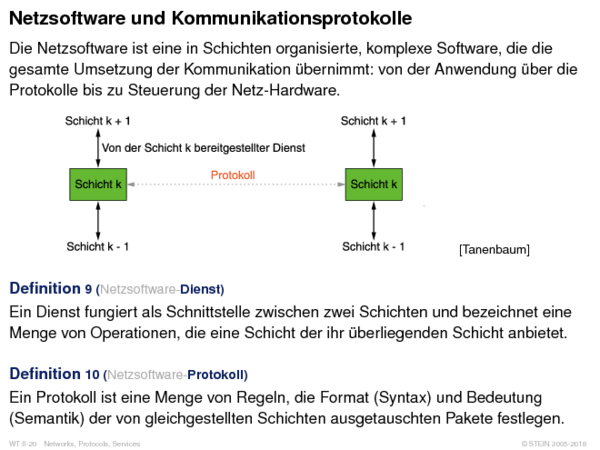 Netzsoftware und Kommunikationsprotokolle
Die Netzsoftware ist eine in Schichten organisierte, komplexe Software, die die
gesamte Umsetzung der Kommunikation übernimmt: von der Anwendung über die
Protokolle bis zu Steuerung der Netz-Hardware.
Schicht k + 1 Schicht k + 1
Von der Schicht k bereitgestellter Dienst
Protokoll
Schicht k Schicht k
Schicht k - 1 Schicht k - 1
[Tanenbaum]
Definition 9 (Netzsoftware-Dienst)
Ein Dienst fungiert als Schnittstelle zwischen zwei Schichten und bezeichnet eine
Menge von Operationen, die eine Schicht der ihr überliegenden Schicht anbietet.
Definition 10 (Netzsoftware-Protokoll)
Ein Protokoll ist eine Menge von Regeln, die Format (Syntax) und Bedeutung
(Semantik) der von gleichgestellten Schichten ausgetauschten Pakete festlegen.
WT:II-20 Networks, Protocols, Services © STEIN 2005-2018